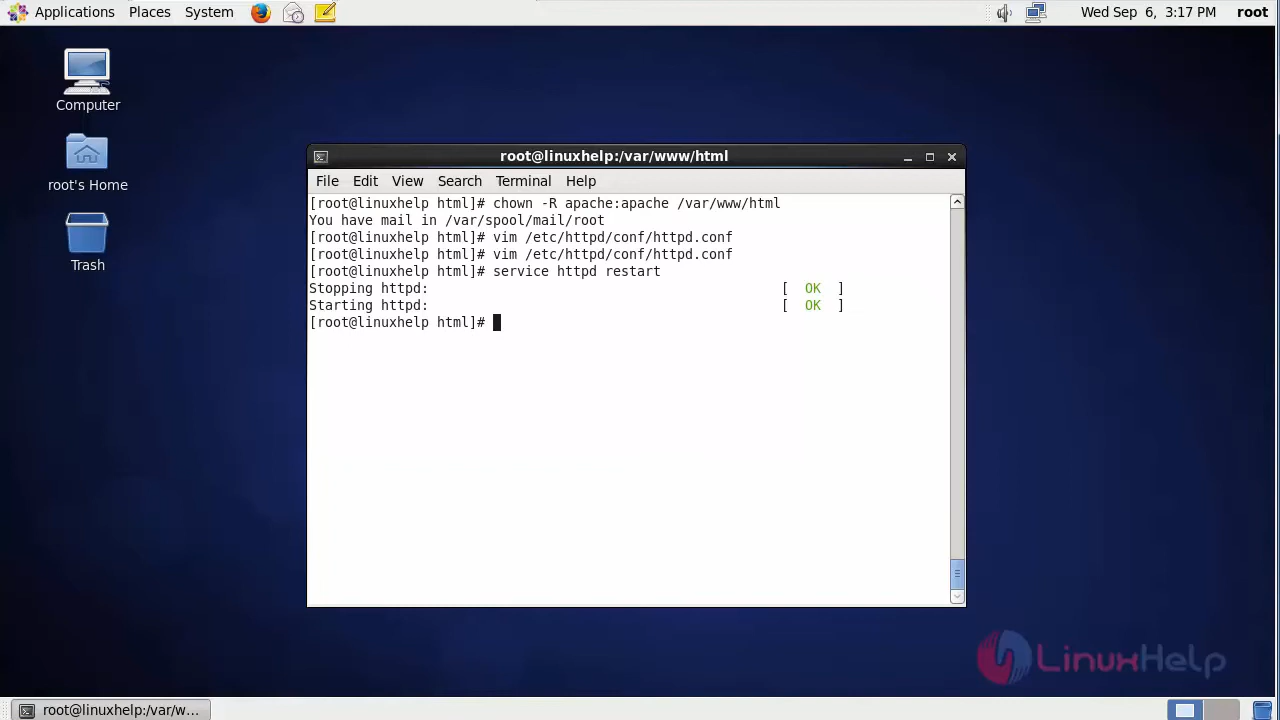 Applications Places System Wed Sep 6, 3:17 PM root
Computer
root's Home
Trash
root@linuxhelp:/var/www/html
File Edit View Search Terminal Help
[root@linuxhelp html]# chown -R apache:apache /var/www/html
You have mail in /var/spool/mail/root
[root@linuxhelp html]# vim /etc/httpd/conf/httpd.conf
[root@linuxhelp html]# vim /etc/httpd/conf/httpd.conf
[root@linuxhelp html]# service httpd restart
Stopping httpd: [ OK ]
Starting httpd: [ OK ]
[root@linuxhelp html]#
LinuxHelp
root@linuxhelp:/var/w...